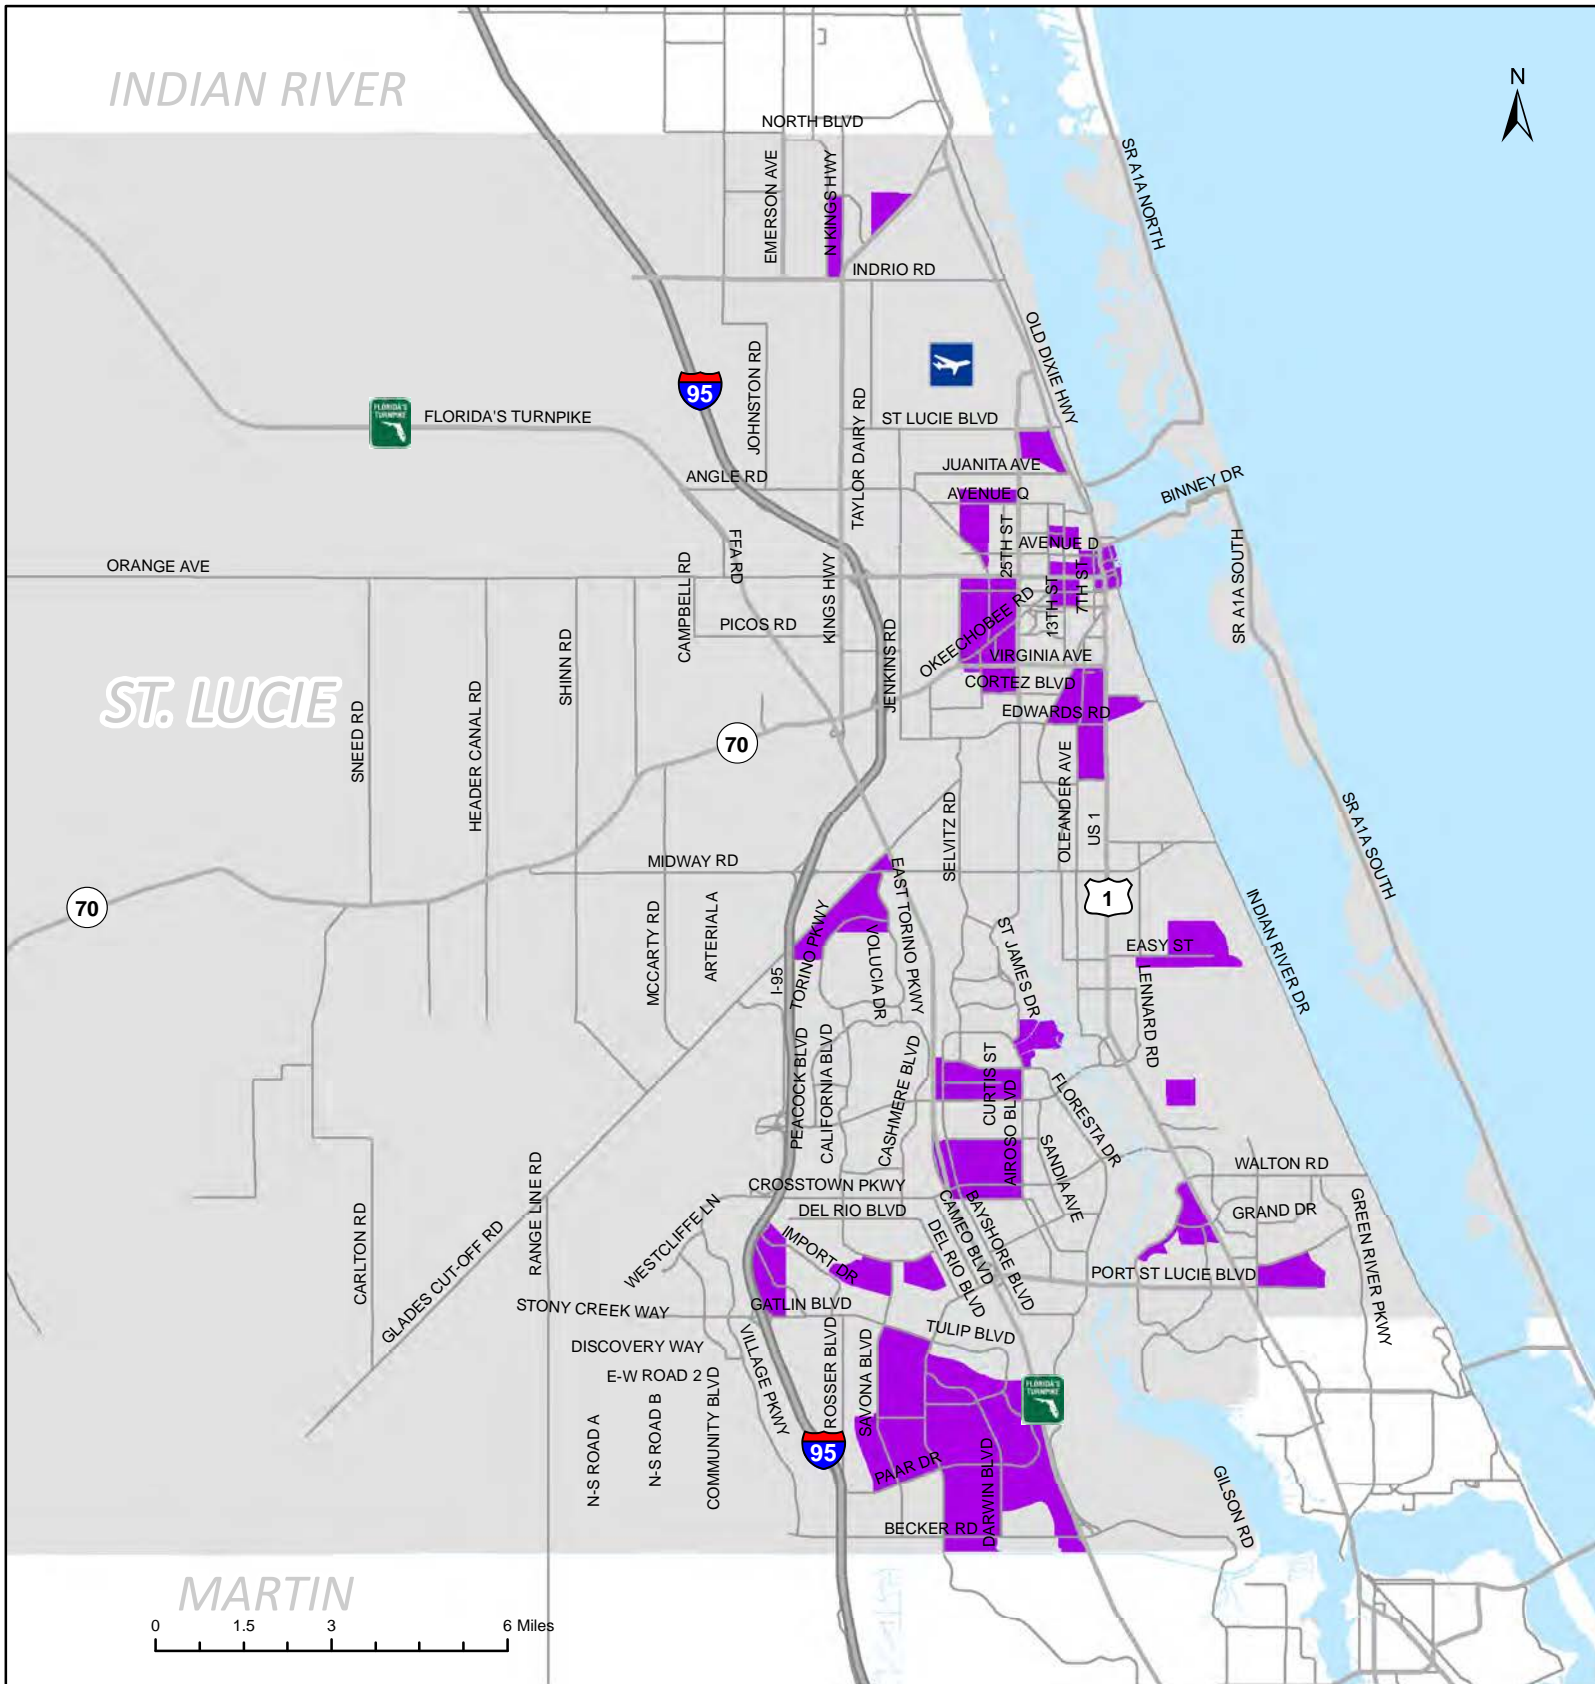 INDIAN RIVER
N
NORTH BLVD
SR A1A NORTH
EMERSON AVE
N KINGS HWY
INDRIO RD
OLD DIXIE HWY
JOHNSTON RD
95
FLORIDA'S TURNPIKE
FLORIDA'S TURNPIKE
TAYLOR DAIRY RD
ST LUCIE BLVD
JUANITA AVE
ANGLE RD
BINNEY DR
AVENUE Q
25TH ST
AVENUE D
FFA RD
ORANGE AVE
CAMPBELL RD
KINGS HWY
13TH ST
7TH ST
SR A1A SOUTH
PICOS RD
JENKINS RD
OKEECHOBEE RD
VIRGINIA AVE
SHINN RD
CORTEZ BLVD
ST. LUCIE
HEADER CANAL RD
SNEED RD
EDWARDS RD
70
OLEANDER AVE
US 1
SELVITZ RD
SR A1A SOUTH
MIDWAY RD
EAST TORINO PKWY
70
1
MCCARTY RD
ARTERIAL A
I-95
TORINO PKWY
VOLUCIA DR
ST JAMES DR
EASY ST
LENNARD RD
INDIAN RIVER DR
PEACOCK BLVD
CALIFORNIA BLVD
CASHMERE BLVD
CURTIS ST
AIROSO BLVD
FLORESTA DR
SANDIA AVE
WALTON RD
RANGE LINE RD
CROSSTOWN PKWY
DEL RIO BLVD
WESTCLIFFE LN
CAMEO BLVD
BAYSHORE BLVD
DEL RIO BLVD
GRAND DR
GREEN RIVER PKWY
CARLTON RD
GLADES CUT-OFF RD
IMPORT DR
PORT ST LUCIE BLVD
STONY CREEK WAY
GATLIN BLVD
TULIP BLVD
DISCOVERY WAY
E-W ROAD 2
VILLAGE PKWY
ROSSER BLVD
SAVONA BLVD
FLORIDA'S TURNPIKE
N-S ROAD A
N-S ROAD B
COMMUNITY BLVD
95
PAAR DR
DARWIN BLVD
GILSON RD
BECKER RD
MARTIN
0 1.5 3 6 Miles